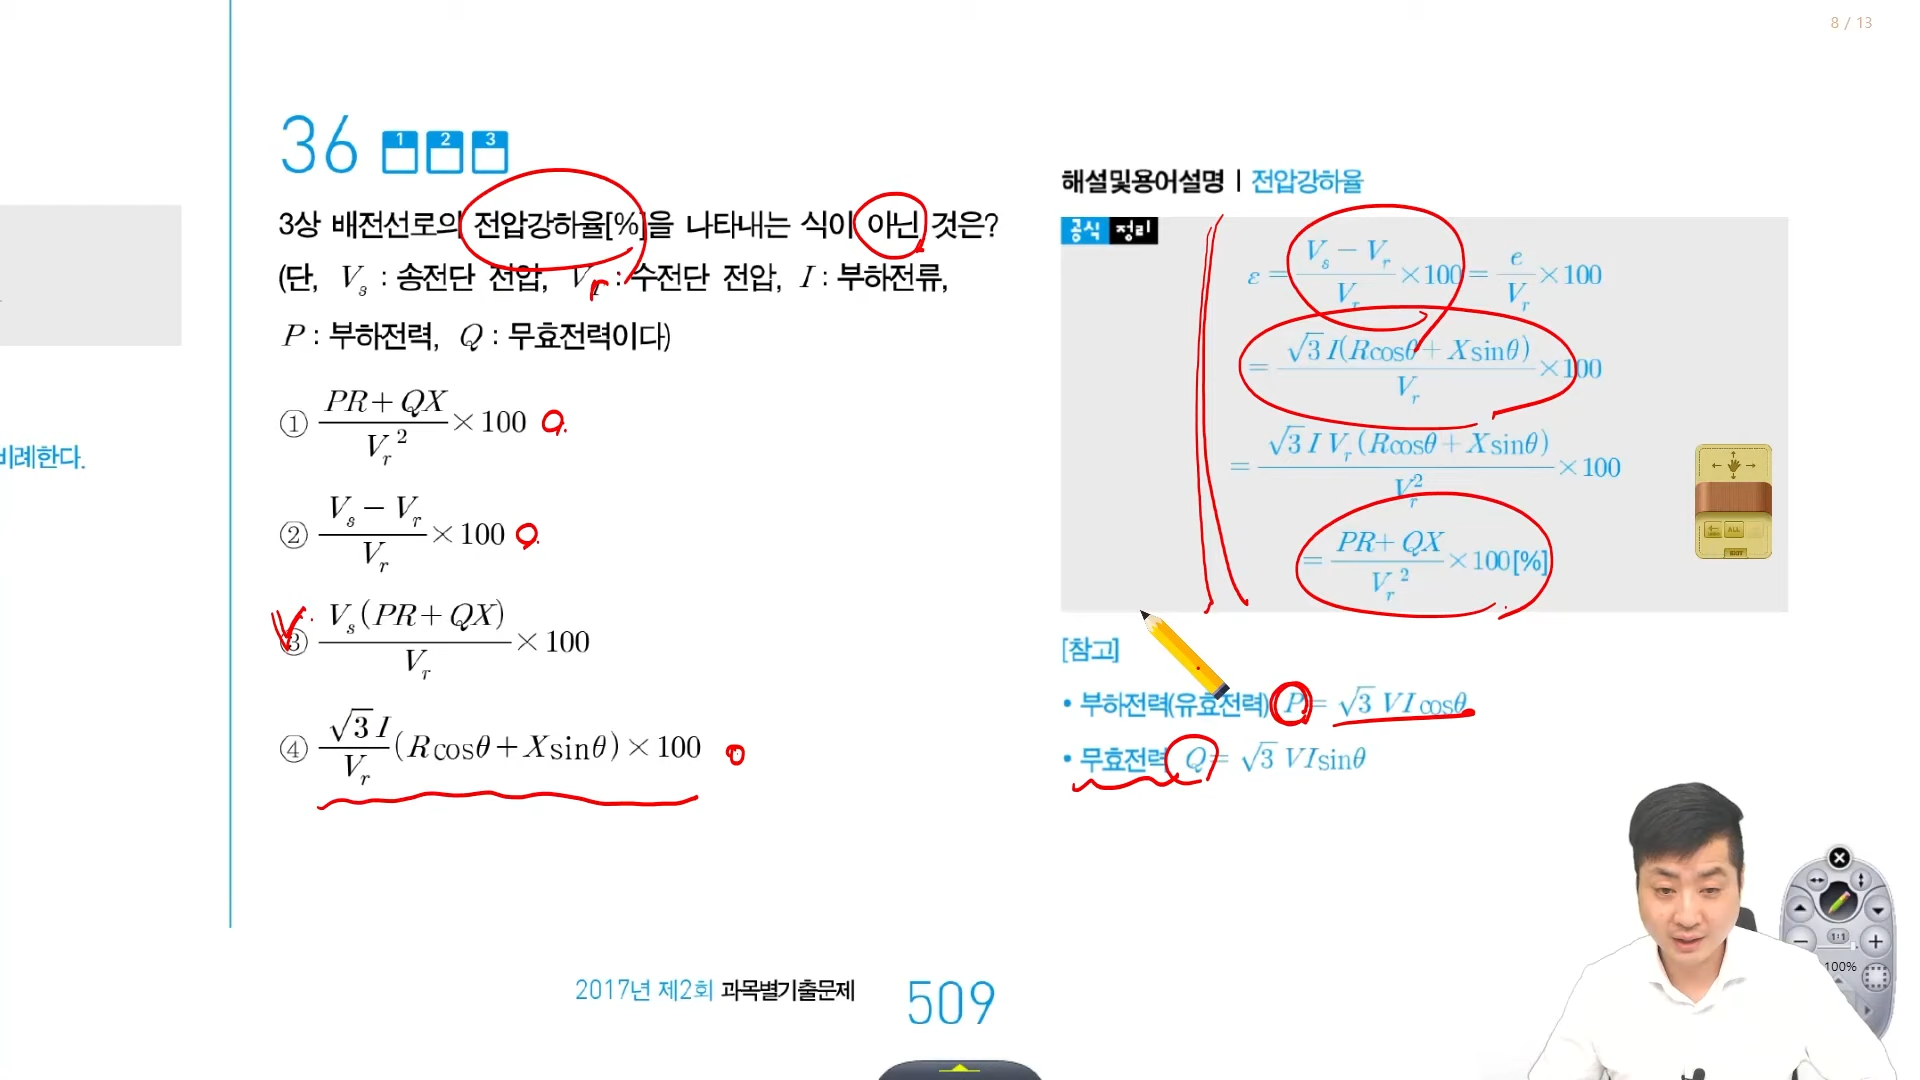 8 / 13
36 1 2 3
3상 배전선로의 전압강하율[%]을 나타내는 식이 아닌 것은?
(단, Vₛ : 송전단 전압, Vᵣ : 수전단 전압, I : 부하전류,
P : 부하전력, Q : 무효전력이다)
① (PR+QX)/Vᵣ² ×100
② (Vₛ−Vᵣ)/Vᵣ ×100
③ Vₛ(PR+QX)/Vᵣ ×100
④ √3 I/Vᵣ (Rcosθ+Xsinθ)×100
비례한다.
2017년 제2회 과목별기출문제 509
해설및용어설명 | 전압강하율
공식 정리
ε = (Vₛ−Vᵣ)/Vᵣ ×100 = e/Vᵣ ×100
= √3 I(Rcosθ+Xsinθ)/Vᵣ ×100
= √3 I Vᵣ(Rcosθ+Xsinθ)/Vᵣ² ×100
= (PR+QX)/Vᵣ² ×100[%]
[참고]
• 부하전력(유효전력) P = √3 VIcosθ
• 무효전력 Q = √3 VIsinθ
ALL
EXIT
1:1
100%